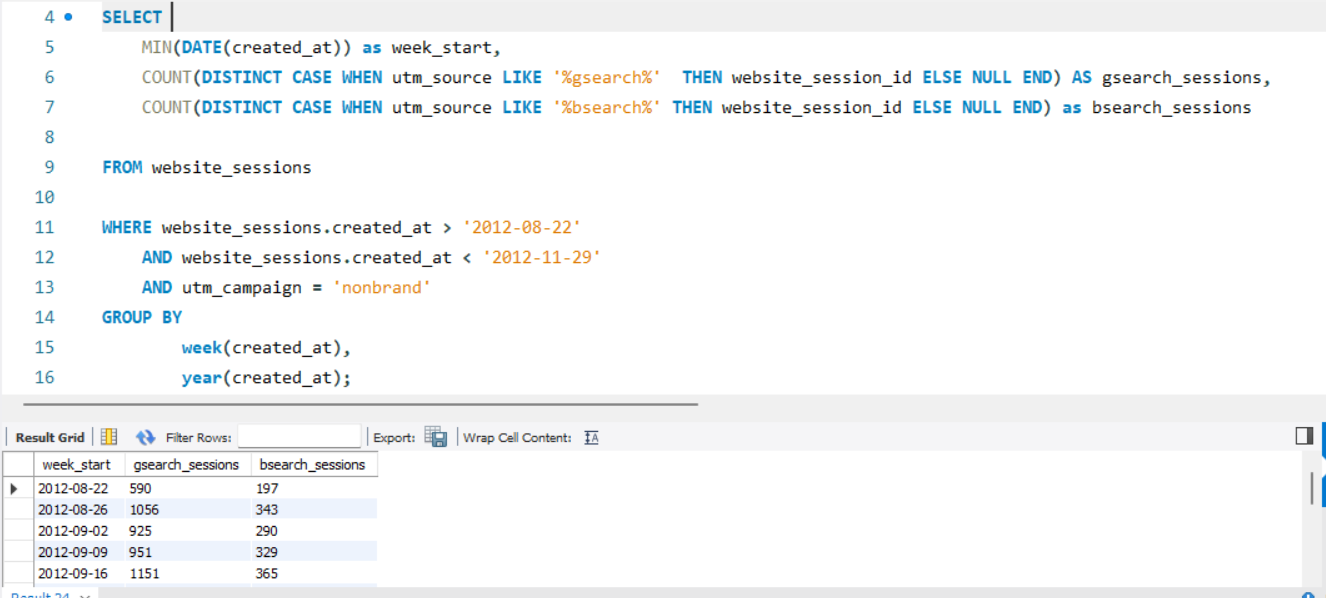 4 SELECT
5 MIN(DATE(created_at)) as week_start,
6 COUNT(DISTINCT CASE WHEN utm_source LIKE '%gsearch%'  THEN website_session_id ELSE NULL END) AS gsearch_sessions,
7 COUNT(DISTINCT CASE WHEN utm_source LIKE '%bsearch%' THEN website_session_id ELSE NULL END) as bsearch_sessions
8
9 FROM website_sessions
10
11 WHERE website_sessions.created_at > '2012-08-22'
12 AND website_sessions.created_at < '2012-11-29'
13 AND utm_campaign = 'nonbrand'
14 GROUP BY
15 week(created_at),
16 year(created_at);
Result Grid Filter Rows: Export: Wrap Cell Content: IA
week_start gsearch_sessions bsearch_sessions
2012-08-22 590 197
2012-08-26 1056 343
2012-09-02 925 290
2012-09-09 951 329
2012-09-16 1151 365